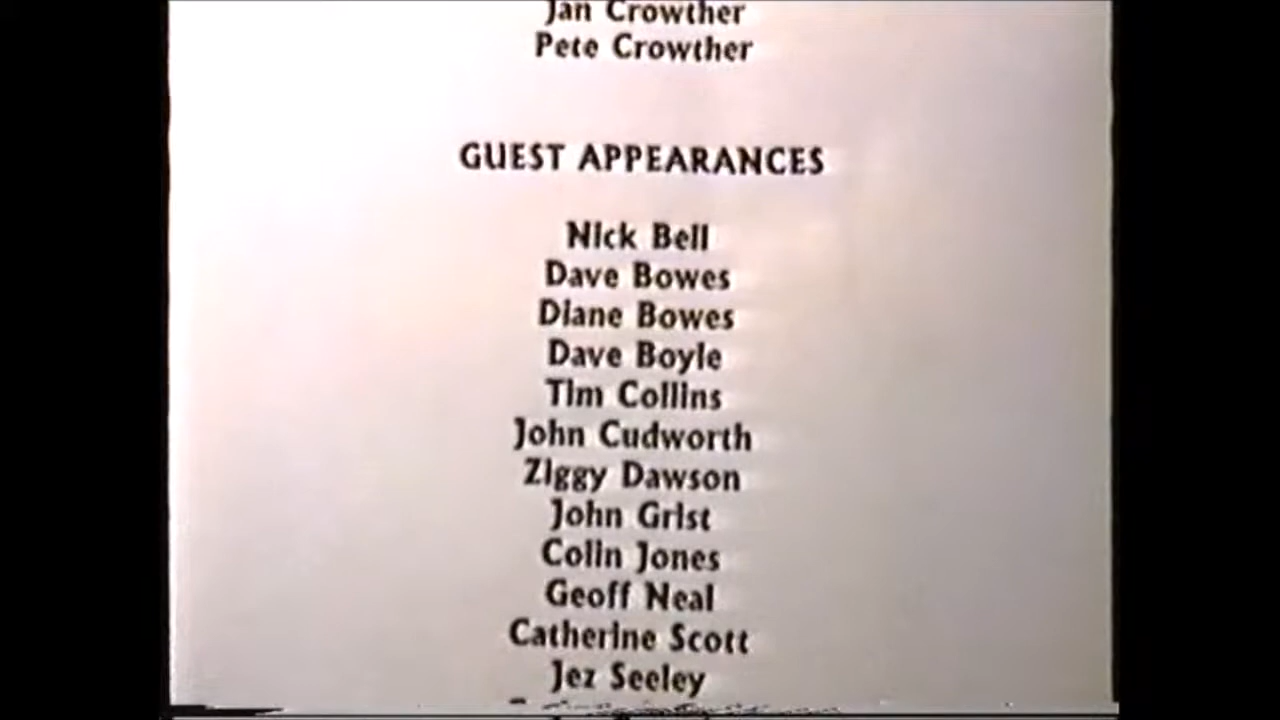 Jan Crowther
Pete Crowther
GUEST APPEARANCES
Nick Bell
Dave Bowes
Diane Bowes
Dave Boyle
Tim Collins
John Cudworth
Ziggy Dawson
John Grist
Colin Jones
Geoff Neal
Catherine Scott
Jez Seeley